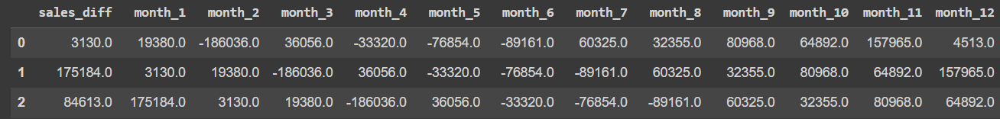 sales_diff month_1 month_2 month_3 month_4 month_5 month_6 month_7 month_8 month_9 month_10 month_11 month_12
0 3130.0 19380.0 -186036.0 36056.0 -33320.0 -76854.0 -89161.0 60325.0 32355.0 80968.0 64892.0 157965.0 4513.0
1 175184.0 3130.0 19380.0 -186036.0 36056.0 -33320.0 -76854.0 -89161.0 60325.0 32355.0 80968.0 64892.0 157965.0
2 84613.0 175184.0 3130.0 19380.0 -186036.0 36056.0 -33320.0 -76854.0 -89161.0 60325.0 32355.0 80968.0 64892.0